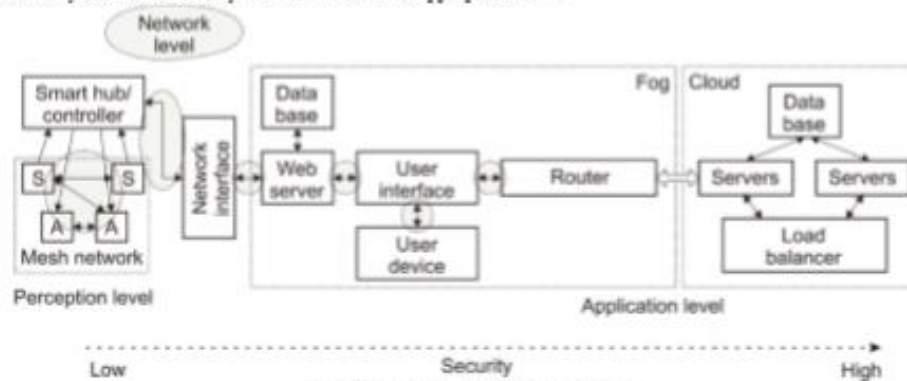 Network
level
Smart hub/
controller
S
S
A
A
Mesh network
Perception level
Network
interface
Data
base
Web
server
User
interface
User
device
Router
Fog
Cloud
Data
base
Servers
Servers
Load
balancer
Application level
Low
Security
High